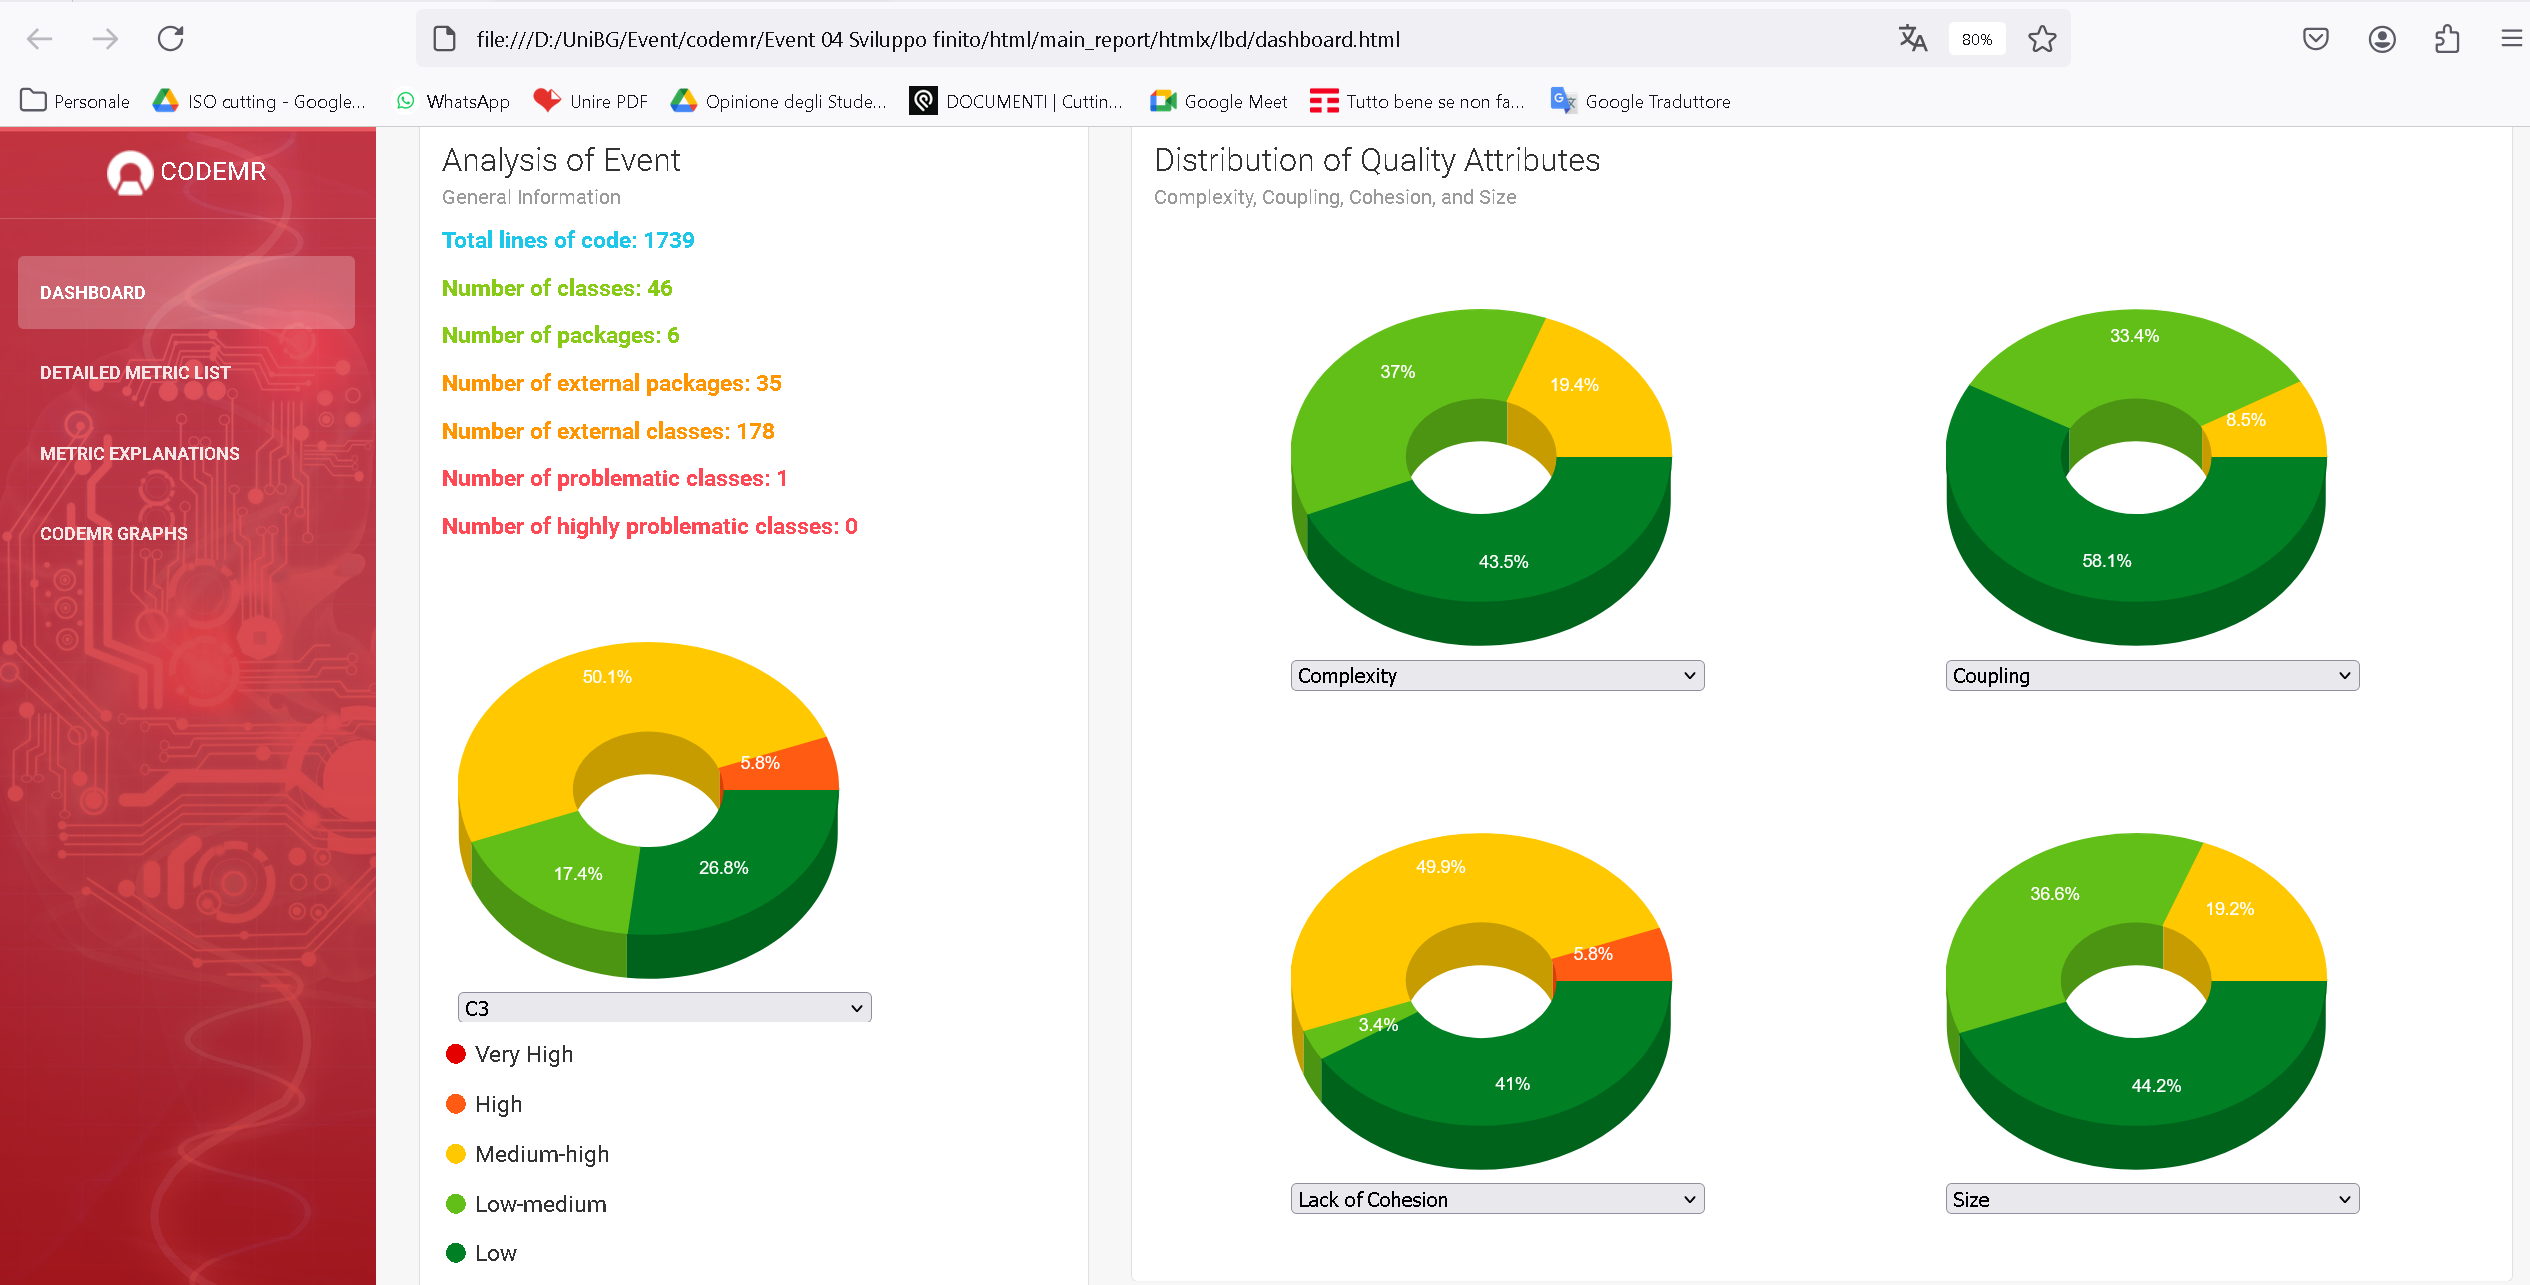 file:///D:/UniBG/Event/codemr/Event 04 Sviluppo finito/html/main_report/htmlx/lbd/dashboard.html
80%
Personale
ISO cutting - Google...
WhatsApp
Unire PDF
Opinione degli Stude...
DOCUMENTI | Cuttin...
Google Meet
Tutto bene se non fa...
Google Traduttore
CODEMR
DASHBOARD
DETAILED METRIC LIST
METRIC EXPLANATIONS
CODEMR GRAPHS
Analysis of Event
General Information
Total lines of code: 1739
Number of classes: 46
Number of packages: 6
Number of external packages: 35
Number of external classes: 178
Number of problematic classes: 1
Number of highly problematic classes: 0
50.1%
5.8%
17.4%
26.8%
C3
Very High
High
Medium-high
Low-medium
Low
Distribution of Quality Attributes
Complexity, Coupling, Cohesion, and Size
37%
19.4%
43.5%
Complexity
33.4%
8.5%
58.1%
Coupling
49.9%
5.8%
3.4%
41%
Lack of Cohesion
36.6%
19.2%
44.2%
Size